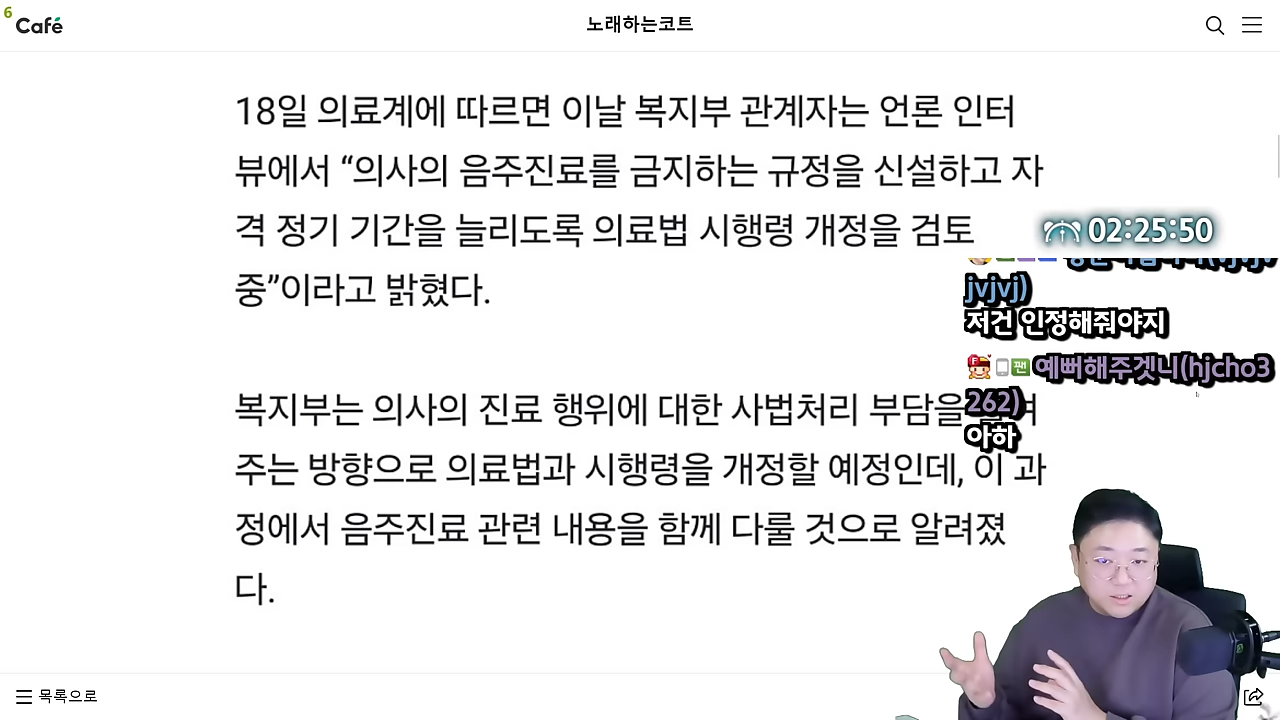 6
Café
노래하는코트
18일 의료계에 따르면 이날 복지부 관계자는 언론 인터
뷰에서 “의사의 음주진료를 금지하는 규정을 신설하고 자
격 정기 기간을 늘리도록 의료법 시행령 개정을 검토
중”이라고 밝혔다.
02:25:50
jvjvj)
저건 인정해줘야지
예뻐해주겟니(hjcho3
262)
아하
복지부는 의사의 진료 행위에 대한 사법처리 부담을
주는 방향으로 의료법과 시행령을 개정할 예정인데, 이 과
정에서 음주진료 관련 내용을 함께 다룰 것으로 알려졌
다.
목록으로